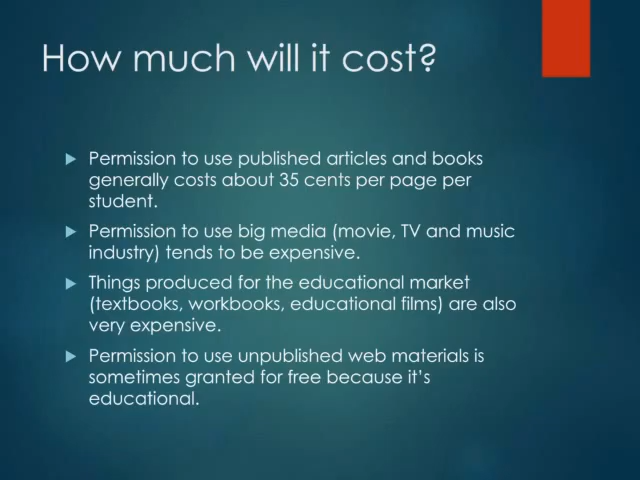 How much will it cost?
Permission to use published articles and books
generally costs about 35 cents per page per
student.
Permission to use big media (movie, TV and music
industry) tends to be expensive.
Things produced for the educational market
(textbooks, workbooks, educational films) are also
very expensive.
Permission to use unpublished web materials is
sometimes granted for free because it's
educational.